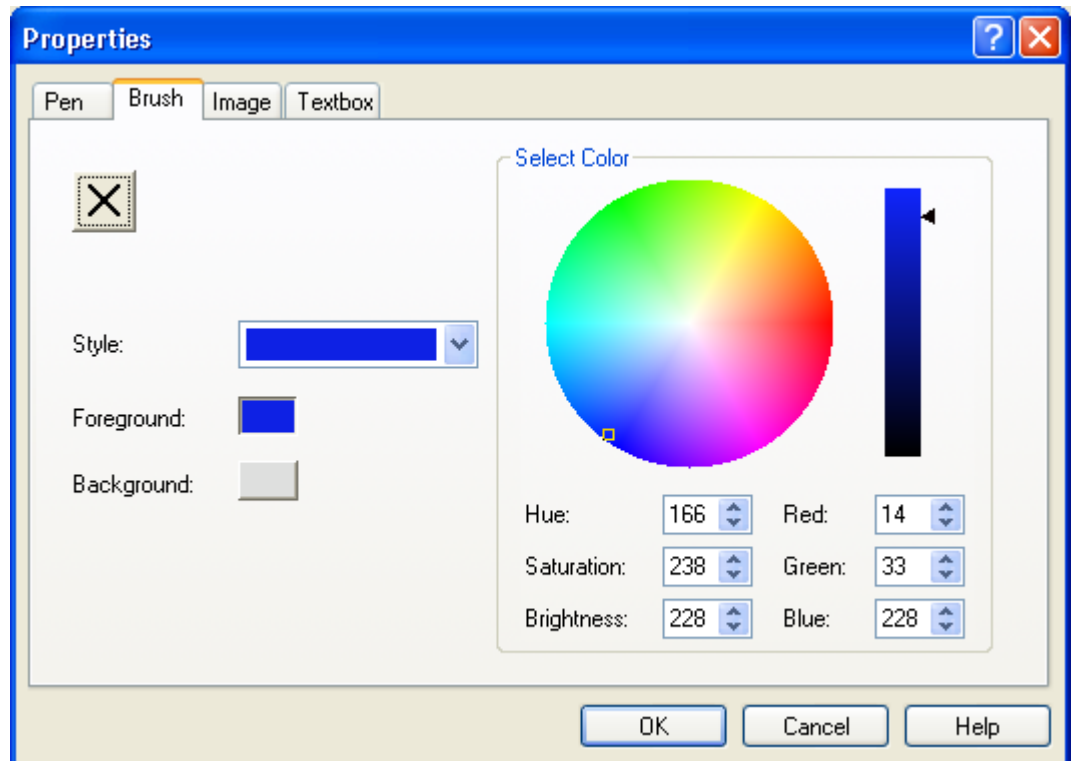 Properties
Pen Brush Image Textbox
Select Color
Style:
Foreground:
Background:
Hue: 166 Red: 14
Saturation: 238 Green: 33
Brightness: 228 Blue: 228
OK Cancel Help